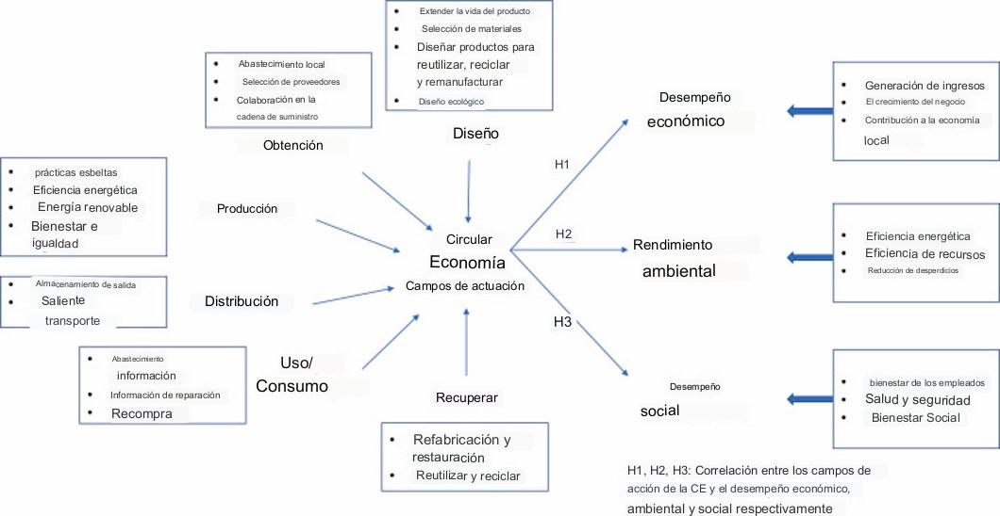 Extender la vida del producto
Selección de materiales
Diseñar productos para
reutilizar, reciclar
y remanufacturar
Diseño ecológico
Diseño
Abastecimiento local
Selección de proveedores
Colaboración en la
cadena de suministro
Obtención
prácticas esbeltas
Eficiencia energética
Energía renovable
Bienestar e
igualdad
Producción
Almacenamiento de salida
Saliente
transporte
Distribución
Abastecimiento
información
Información de reparación
Recompra
Uso/
Consumo
Recuperar
Refabricación y
restauración
Reutilizar y reciclar
Circular
Economía
Campos de actuación
H1
H2
H3
Desempeño
económico
Generación de ingresos
El crecimiento del negocio
Contribución a la economía
local
Rendimiento
ambiental
Eficiencia energética
Eficiencia de recursos
Reducción de desperdicios
Desempeño
social
bienestar de los empleados
Salud y seguridad
Bienestar Social
H1, H2, H3: Correlación entre los campos de
acción de la CE y el desempeño económico,
ambiental y social respectivamente